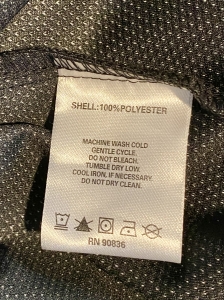 SHELL:100%POLYESTER
MACHINE WASH COLD
GENTLE CYCLE.
DO NOT BLEACH.
TUMBLE DRY LOW.
COOL IRON, IF NECESSARY.
DO NOT DRY CLEAN.
RN 90836